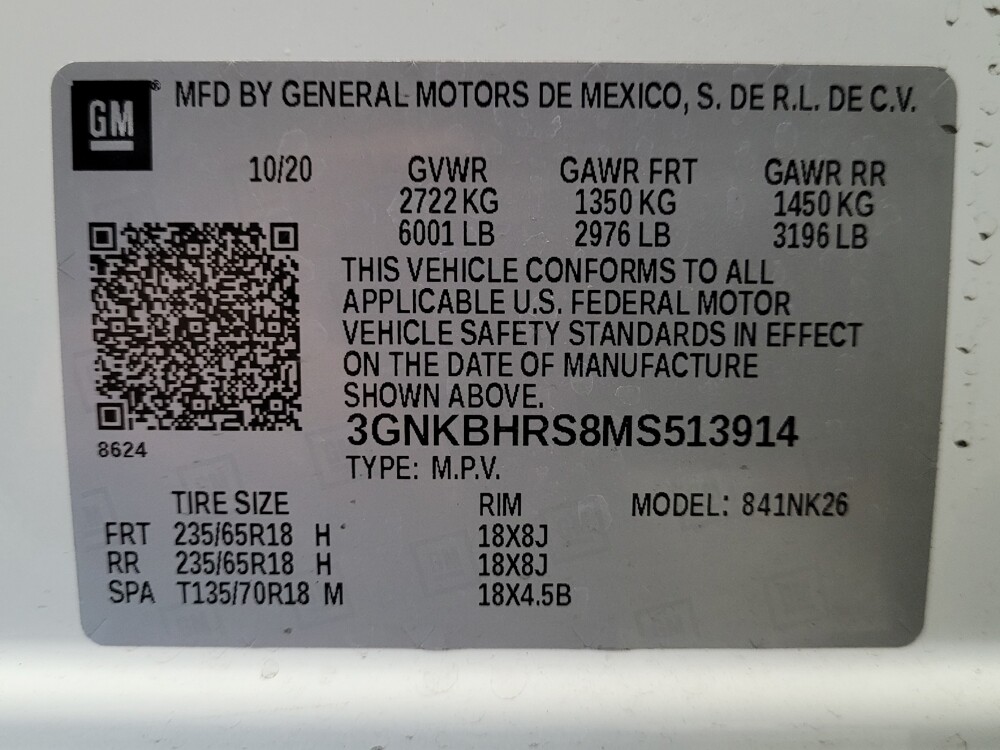 GM ® MFD BY GENERAL MOTORS DE MEXICO, S. DE R.L. DE C.V.
10/20 GVWR GAWR FRT GAWR RR
2722 KG 1350 KG 1450 KG
6001 LB 2976 LB 3196 LB
THIS VEHICLE CONFORMS TO ALL
APPLICABLE U.S. FEDERAL MOTOR
VEHICLE SAFETY STANDARDS IN EFFECT
ON THE DATE OF MANUFACTURE
SHOWN ABOVE.
3GNKBHRS8MS513914
8624
TYPE: M.P.V.
TIRE SIZE RIM MODEL: 841NK26
FRT 235/65R18 H 18X8J
RR 235/65R18 H 18X8J
SPA T135/70R18 M 18X4.5B